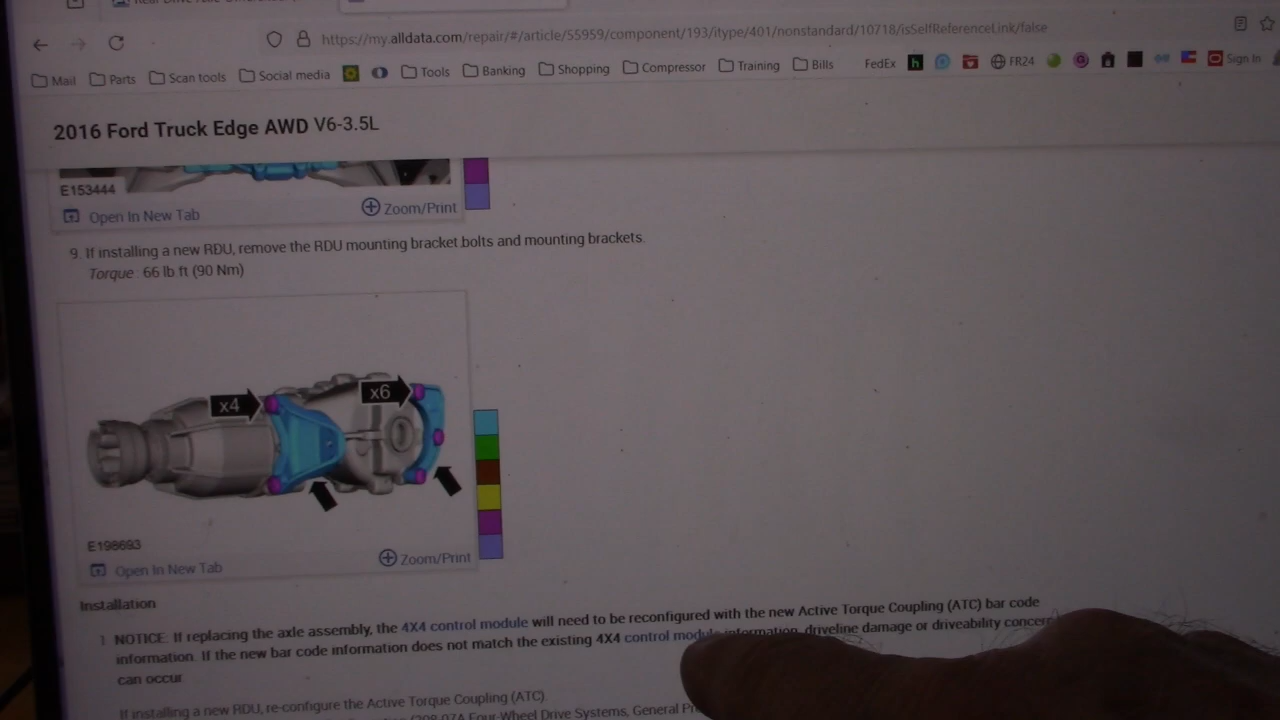 https://my.alldata.com/repair/#/article/55959/component/193/itype/401/nonstandard/10718/isSelfReferenceLink/false
Mail Parts Scan tools Social media Tools Banking Shopping Compressor Training Bills FedEx h FR24 Sign In
2016 Ford Truck Edge AWD V6-3.5L
E153444
Open In New Tab Zoom/Print
9. If installing a new RDU, remove the RDU mounting bracket bolts and mounting brackets.
Torque: 66 lb ft (90 Nm)
x4 x6
E198693
Open In New Tab Zoom/Print
Installation
1 NOTICE: If replacing the axle assembly, the 4X4 control module will need to be reconfigured with the new Active Torque Coupling (ATC) bar code
information. If the new bar code information does not match the existing 4X4 control module information, driveline damage or driveability concern
can occur
If installing a new RDU, re-configure the Active Torque Coupling (ATC).
Four-Wheel Drive Systems, General